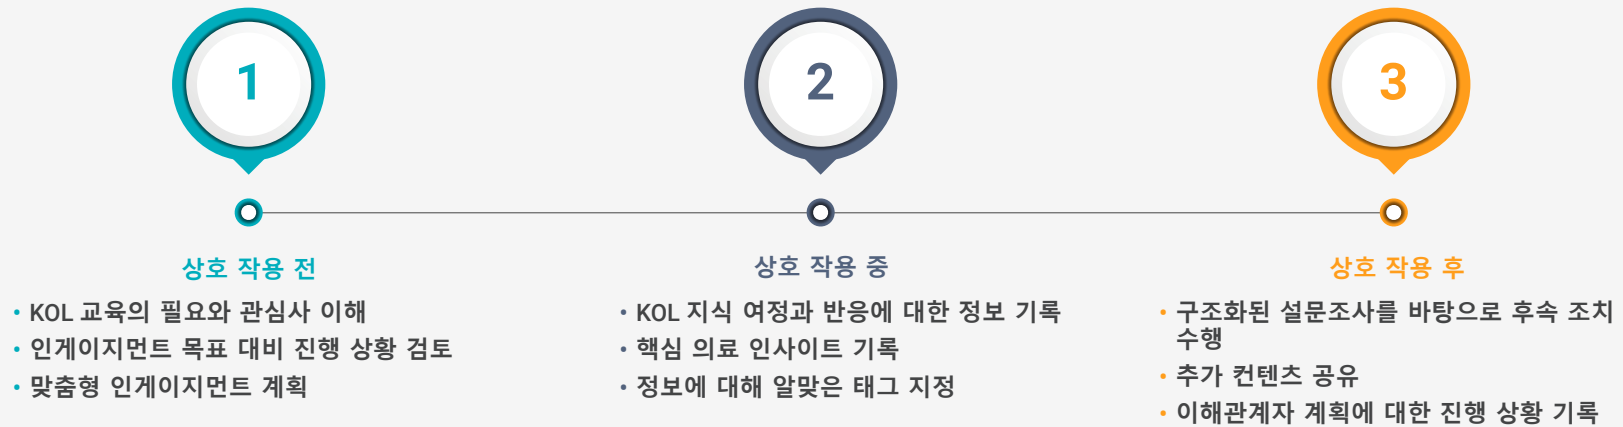 1
2
3
상호 작용 전
• KOL 교육의 필요와 관심사 이해
• 인게이지먼트 목표 대비 진행 상황 검토
• 맞춤형 인게이지먼트 계획
상호 작용 중
• KOL 지식 여정과 반응에 대한 정보 기록
• 핵심 의료 인사이트 기록
• 정보에 대해 알맞은 태그 지정
상호 작용 후
• 구조화된 설문조사를 바탕으로 후속 조치
수행
• 추가 컨텐츠 공유
• 이해관계자 계획에 대한 진행 상황 기록